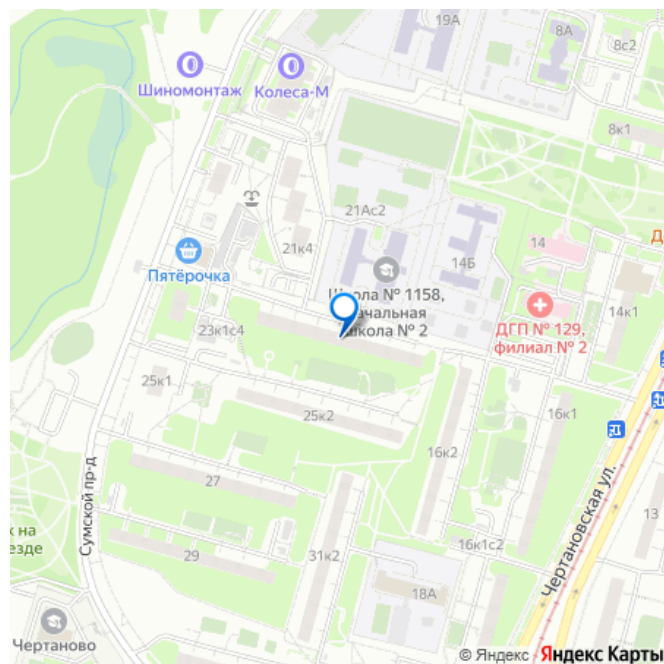 19А
8А
8с2
Шиномонтаж
Колеса-М
8к1
21Ас2
21к4
14Б
14
Д
Пятёрочка
Школа № 1158,
начальная
школа № 2
ДГП № 129,
филиал № 2
14к1
23к1с4
25к1
25к2
16к1
16к2
27
Сумской пр-д
Чертановская ул.
13
к на
езде
29
31к2
16к1с2
18А
Чертаново
© Яндекс Яндекс Карты